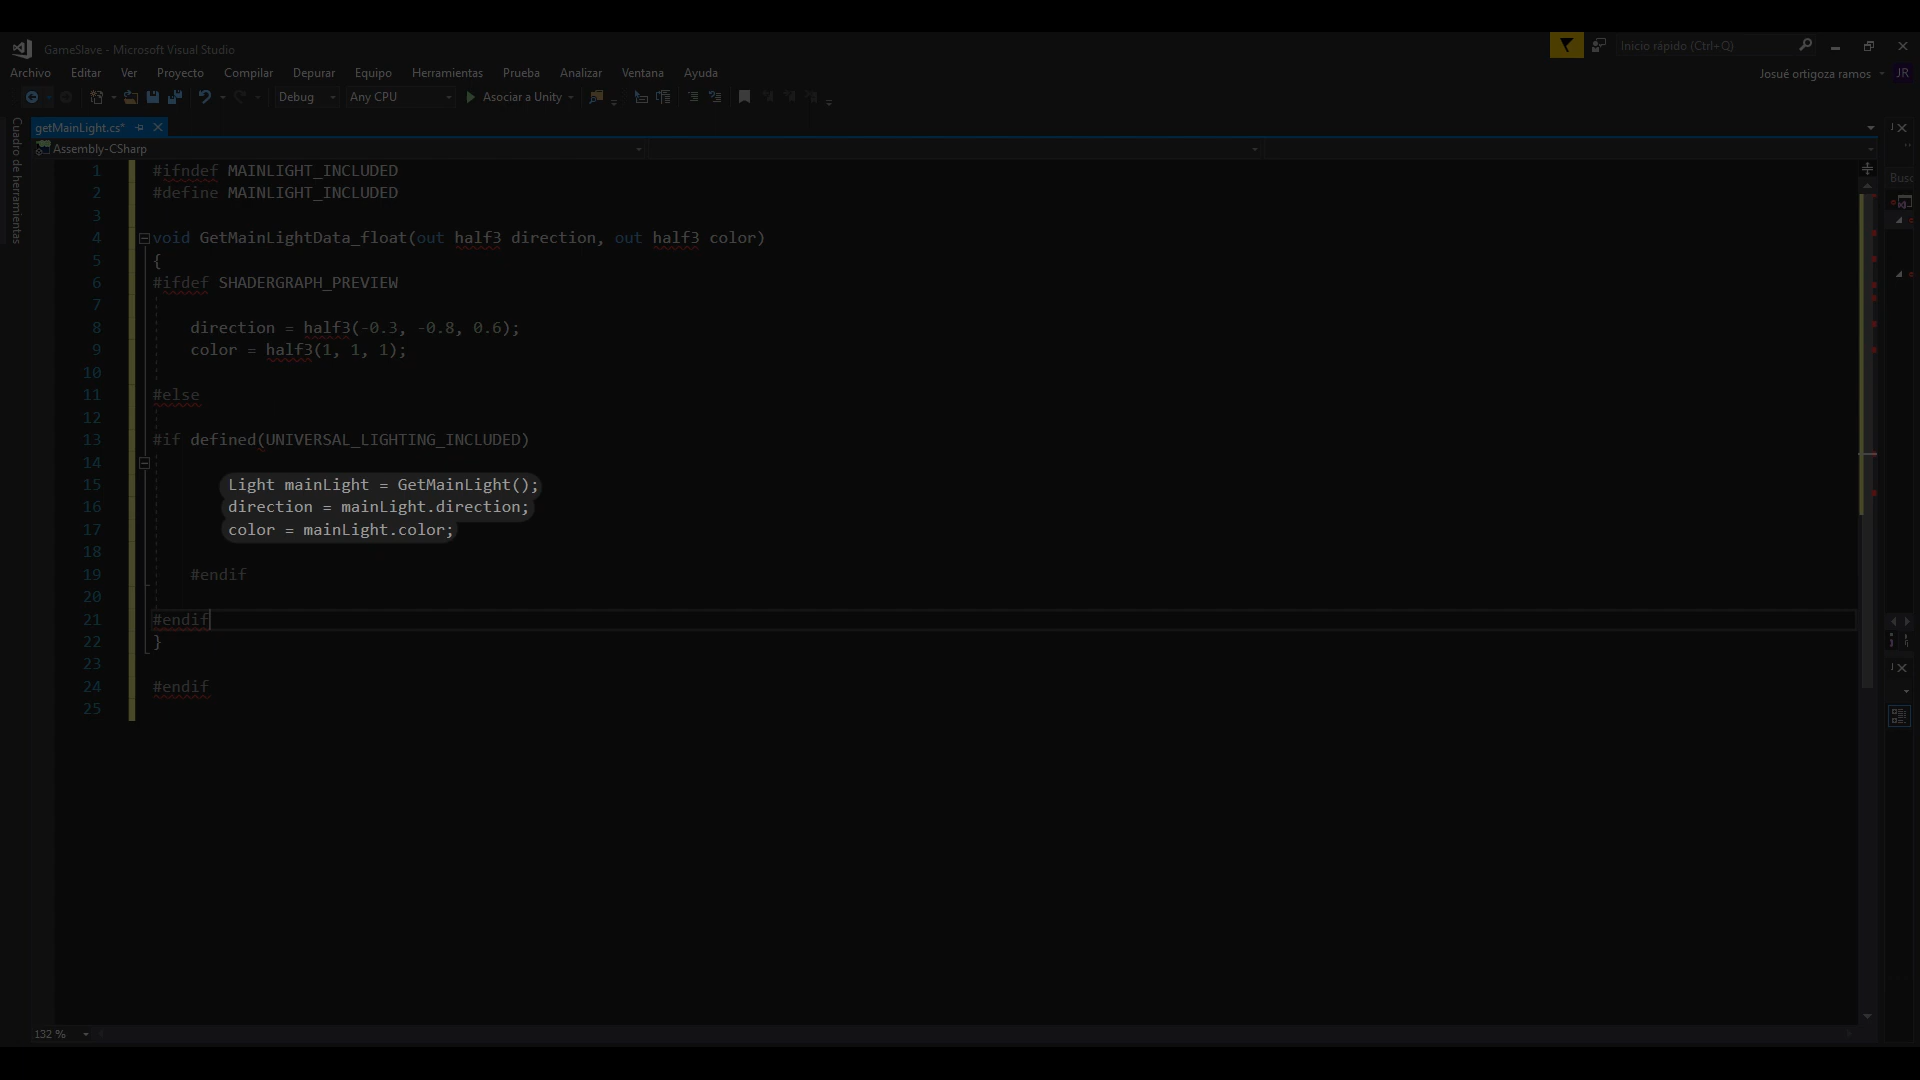 GameSlave - Microsoft Visual Studio
Inicio rápido (Ctrl+Q)
Archivo Editar Ver Proyecto Compilar Depurar Equipo Herramientas Prueba Analizar Ventana Ayuda
Josué ortigoza ramos JR
Debug Any CPU Asociar a Unity
Cuadro de herramientas
getMainLight.cs*
Assembly-CSharp
Busc
1 #ifndef MAINLIGHT_INCLUDED
2 #define MAINLIGHT_INCLUDED
3
4 void GetMainLightData_float(out half3 direction, out half3 color)
5 {
6 #ifdef SHADERGRAPH_PREVIEW
7
8 direction = half3(-0.3, -0.8, 0.6);
9 color = half3(1, 1, 1);
10
11 #else
12
13 #if defined(UNIVERSAL_LIGHTING_INCLUDED)
14
15 Light mainLight = GetMainLight();
16 direction = mainLight.direction;
17 color = mainLight.color;
18
19 #endif
20
21 #endif
22 }
23
24 #endif
25
132 %